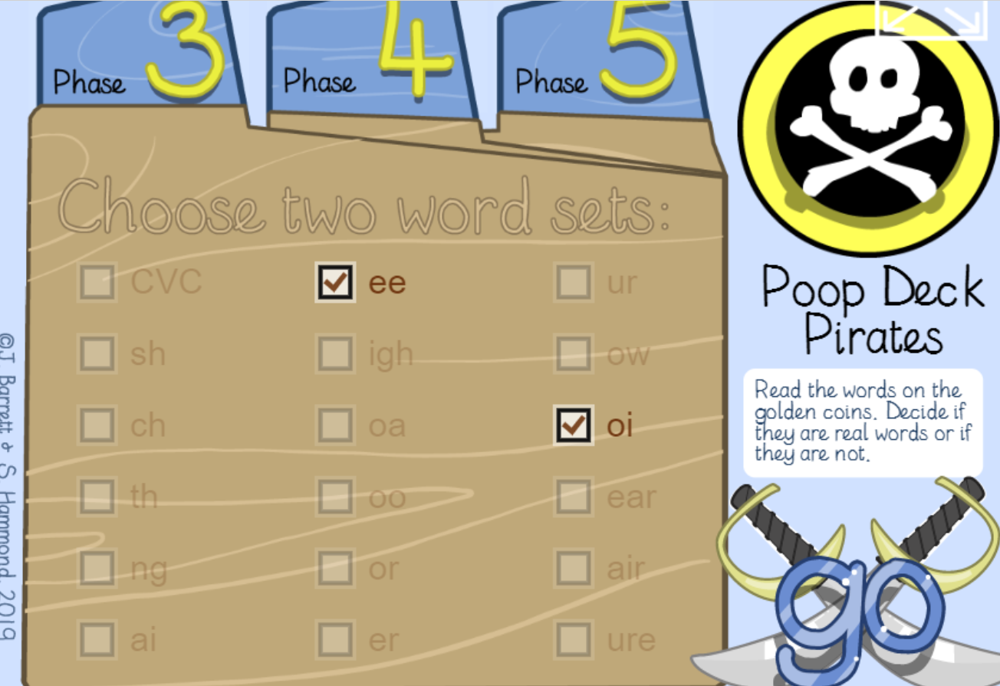 Phase 3
Phase 4
Phase 5
Choose two word sets:
CVC
ee
ur
sh
igh
ow
ch
oa
oi
th
oo
ear
ng
or
air
ai
er
ure
Poop Deck
Pirates
Read the words on the
golden coins. Decide if
they are real words or if
they are not.
go
©J. Barrett & S. Hammond. 2019